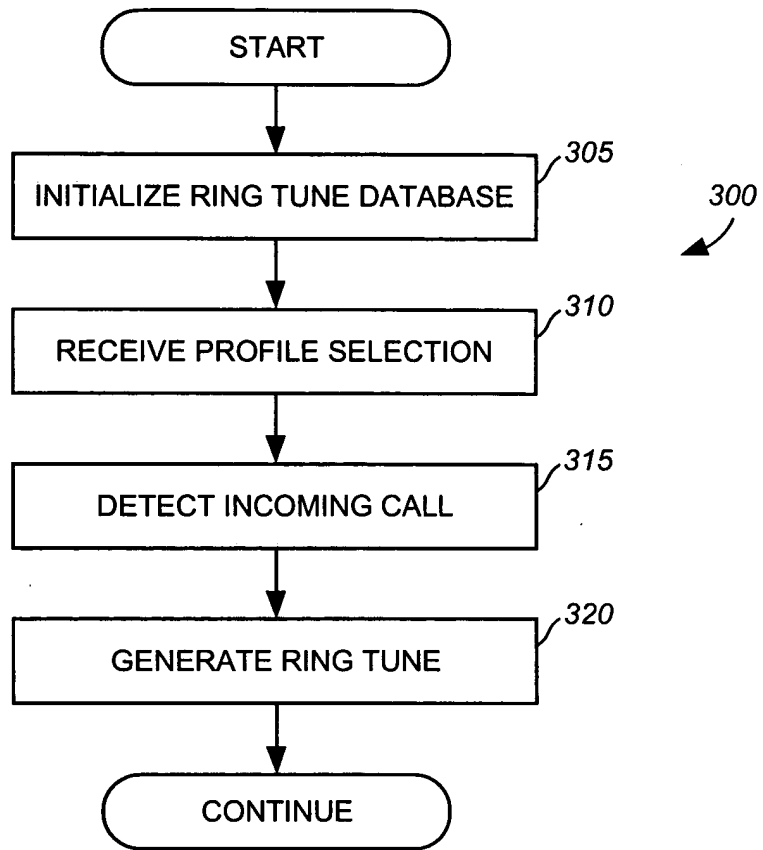 START
305
INITIALIZE RING TUNE DATABASE
300
310
RECEIVE PROFILE SELECTION
315
DETECT INCOMING CALL
320
GENERATE RING TUNE
CONTINUE